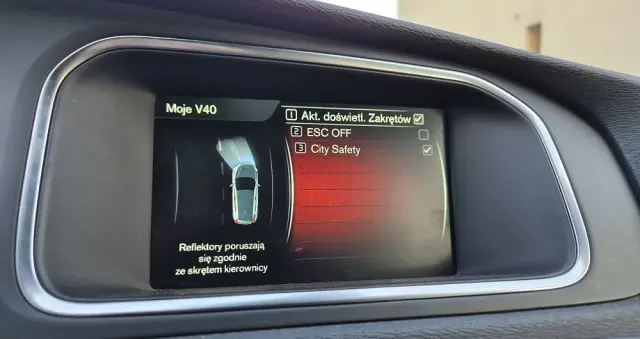 Moje V40
1 Akt. doświetl. Zakrętów
2 ESC OFF
3 City Safety
Reflektory poruszają
się zgodnie
ze skrętem kierownicy